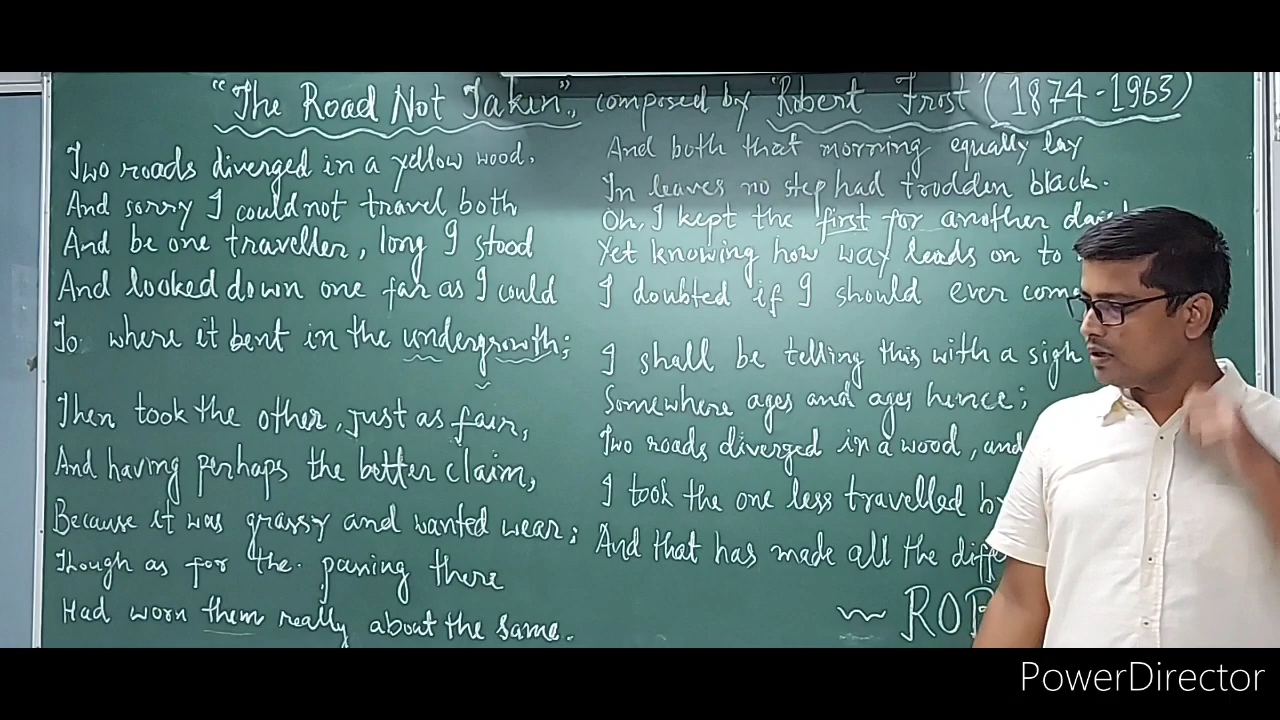 "The Road Not Taken", composed by "Robert Frost" (1874-1963)
Two roads diverged in a yellow wood,
And sorry I could not travel both
And be one traveller, long I stood
And looked down one far as I could
To where it bent in the undergrowth;
Then took the other, just as fair,
And having perhaps the better claim,
Because it was grassy and wanted wear;
Though as for the passing there
Had worn them really about the same.
And both that morning equally lay
In leaves no step had trodden black.
Oh, I kept the first for another
Yet knowing how way leads on to
I doubted if I should ever
I shall be telling this with a sigh
Somewhere ages and ages hence;
Two roads diverged in a wood, and
I took the one less travelled
And that has made all the
PowerDirector